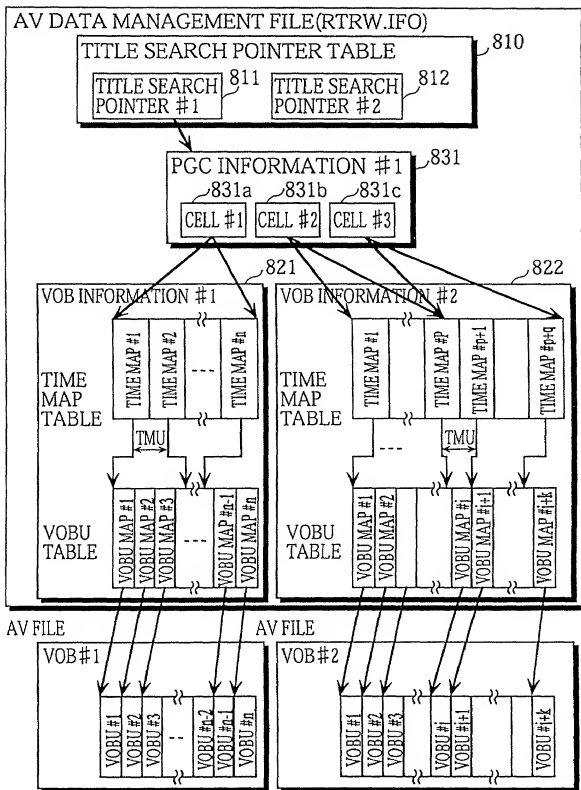 AV DATA MANAGEMENT FILE(RTRW.IFO)
TITLE SEARCH POINTER TABLE
810
811
812
TITLE SEARCH
POINTER #1
TITLE SEARCH
POINTER #2
PGC INFORMATION #1
831
831a
831b
831c
CELL #1
CELL #2
CELL #3
821
822
VOB INFORMATION #1
VOB INFORMATION #2
TIME
MAP
TABLE
TIME MAP #1
TIME MAP #2
TIME MAP #n
TIME
MAP
TABLE
TIME MAP #1
TIME MAP #P
TIME MAP #p+1
TIME MAP #p+q
TMU
TMU
VOBU
TABLE
VOBU MAP #1
VOBU MAP #2
VOBU MAP #3
VOBU MAP #n-1
VOBU MAP #n
VOBU
TABLE
VOBU MAP #1
VOBU MAP #2
VOBU MAP #j
VOBU MAP #j+1
VOBU MAP #j+k
AV FILE
AV FILE
VOB#1
VOB#2
VOBU #1
VOBU #2
VOBU #3
VOBU #n-2
VOBU #n-1
VOBU #n
VOBU #1
VOBU #2
VOBU #3
VOBU #j
VOBU #j+1
VOBU #j+k